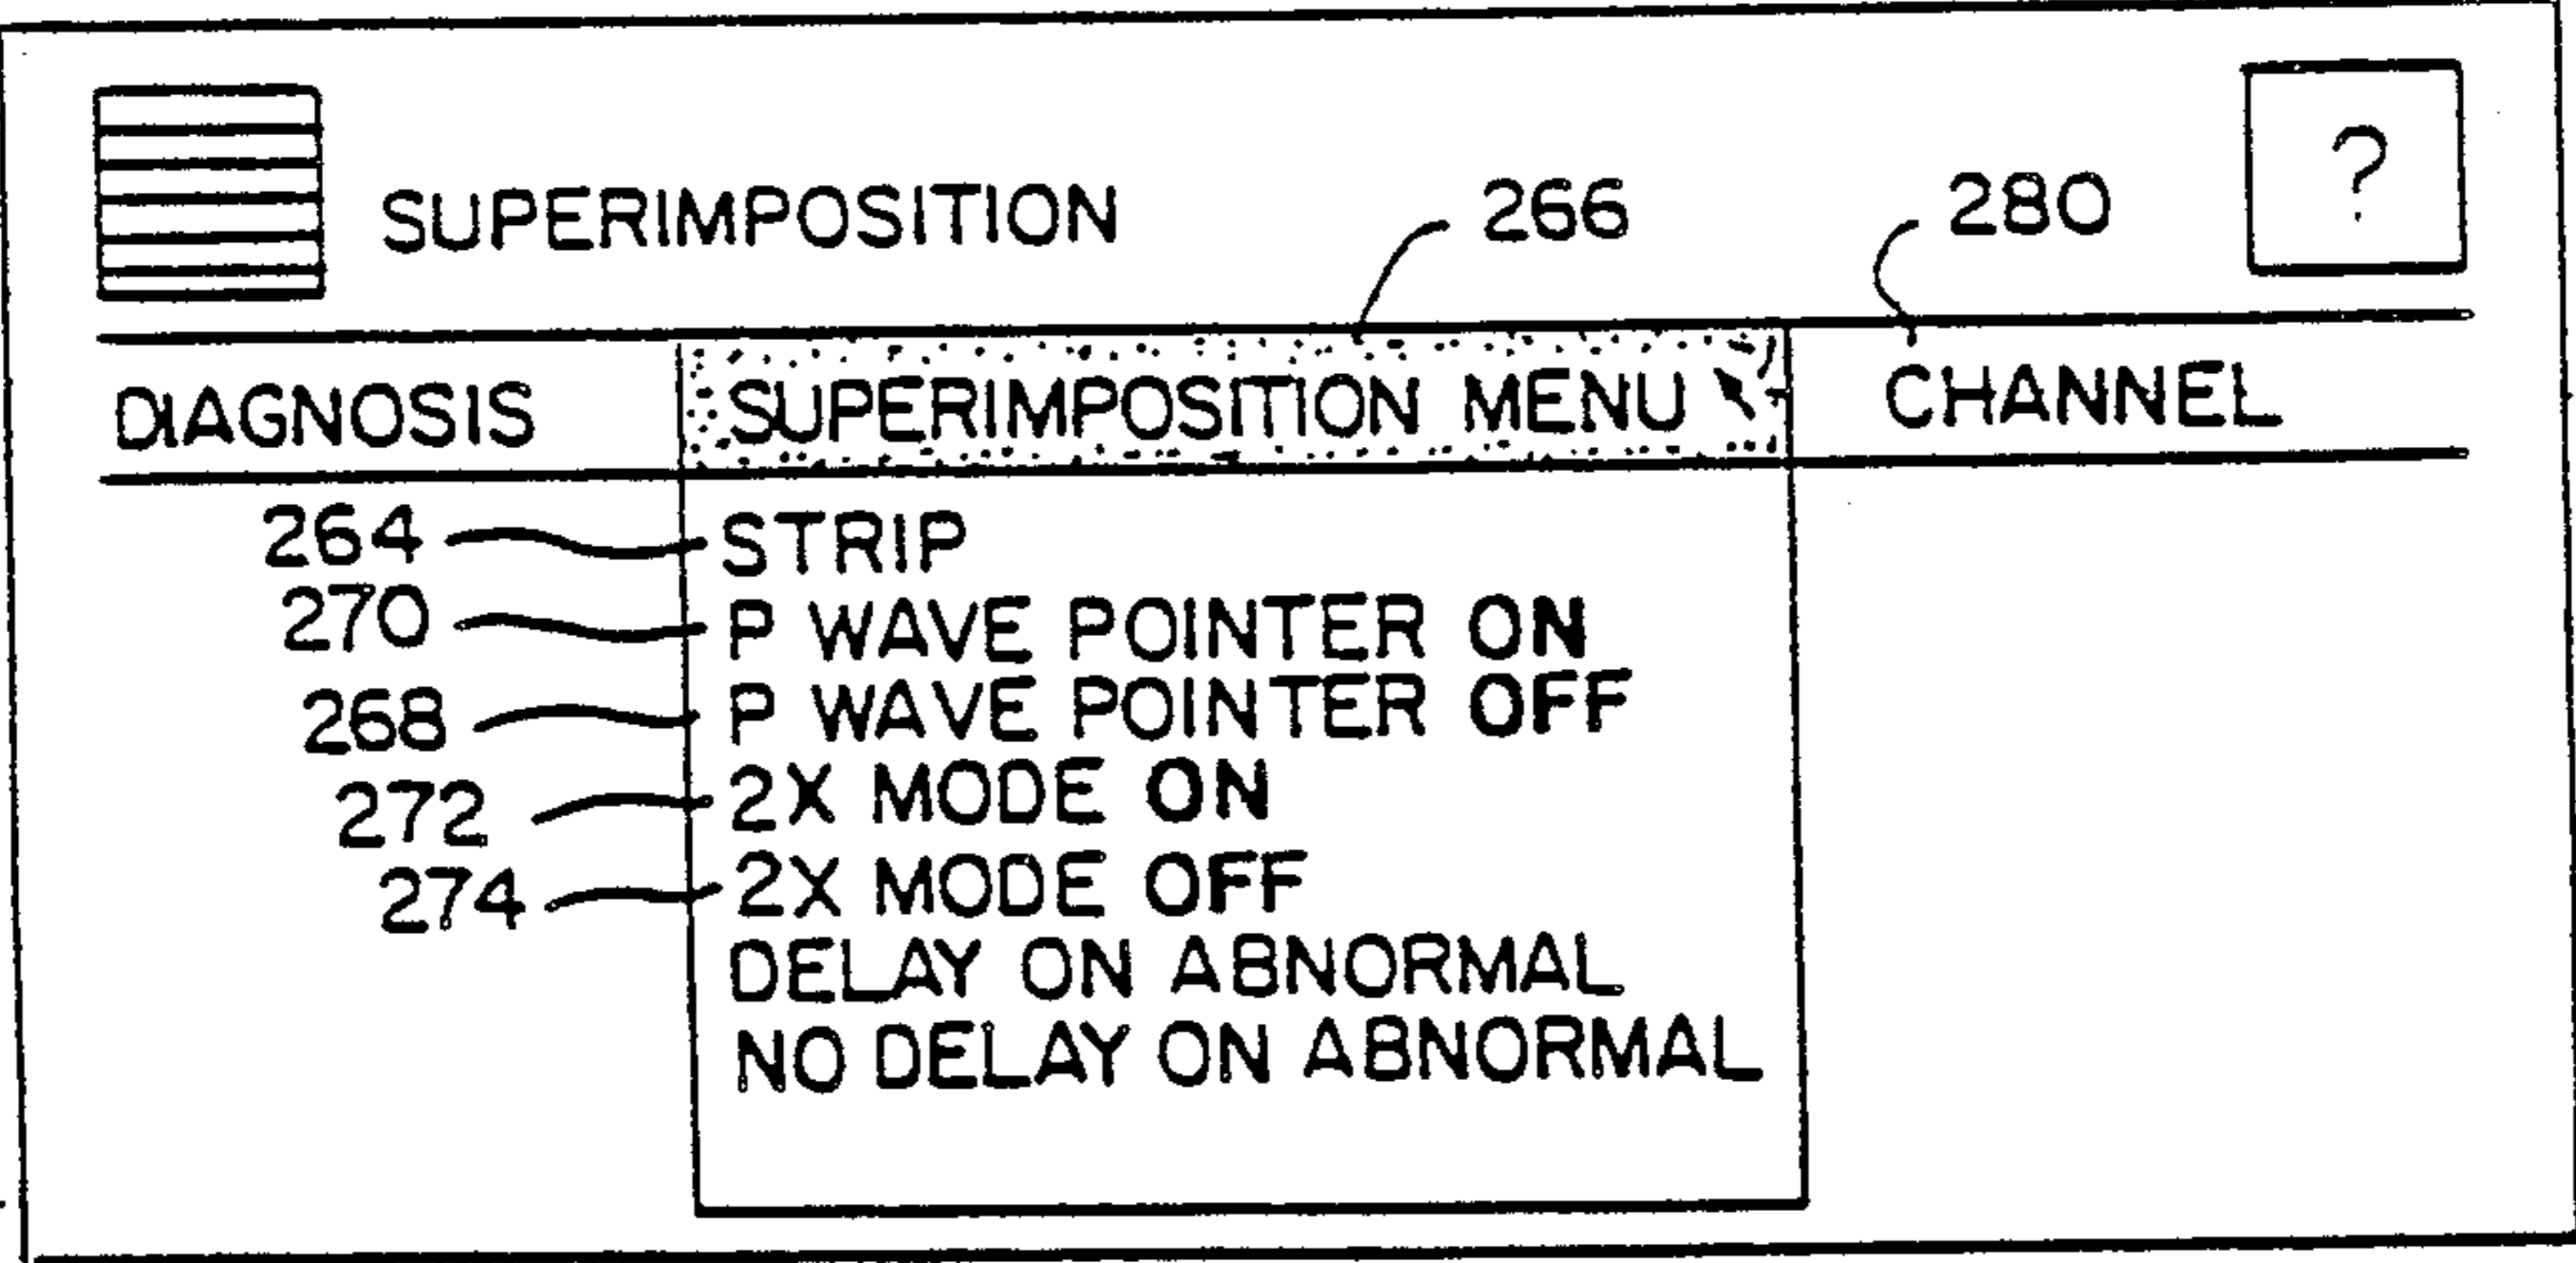 ?
SUPERIMPOSITION 266 280
DIAGNOSIS SUPERIMPOSITION MENU CHANNEL
264 STRIP
270 P WAVE POINTER ON
268 P WAVE POINTER OFF
272 2X MODE ON
274 2X MODE OFF
DELAY ON ABNORMAL
NO DELAY ON ABNORMAL